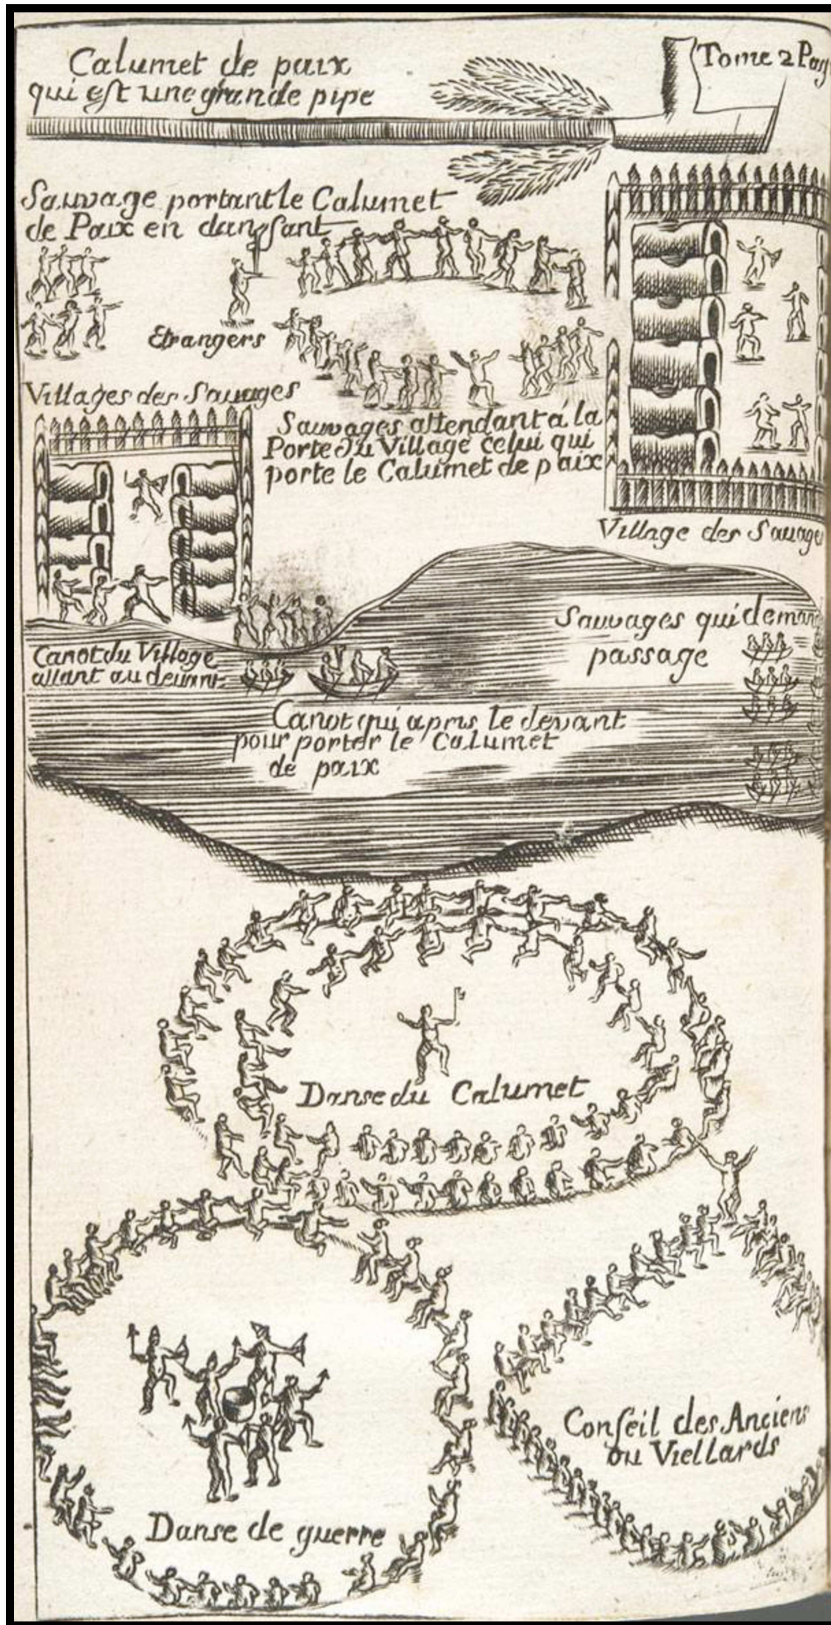 Calumet de paix
qui est une grande pipe
Tome 2 Pag
Sauvage portant le Calumet
de Paix en dansant
Etrangers
Villages des Sauvages
Sauvages attendant a la
Porte du Village celui qui
porte le Calumet de paix
Village des Sauvage
Sauvages qui deman
passage
Canot du Village
allant au devant
Canot qui a pris le devant
pour porter le Calumet
de paix
Danse du Calumet
Conseil des Anciens
ou Viellards
Danse de guerre